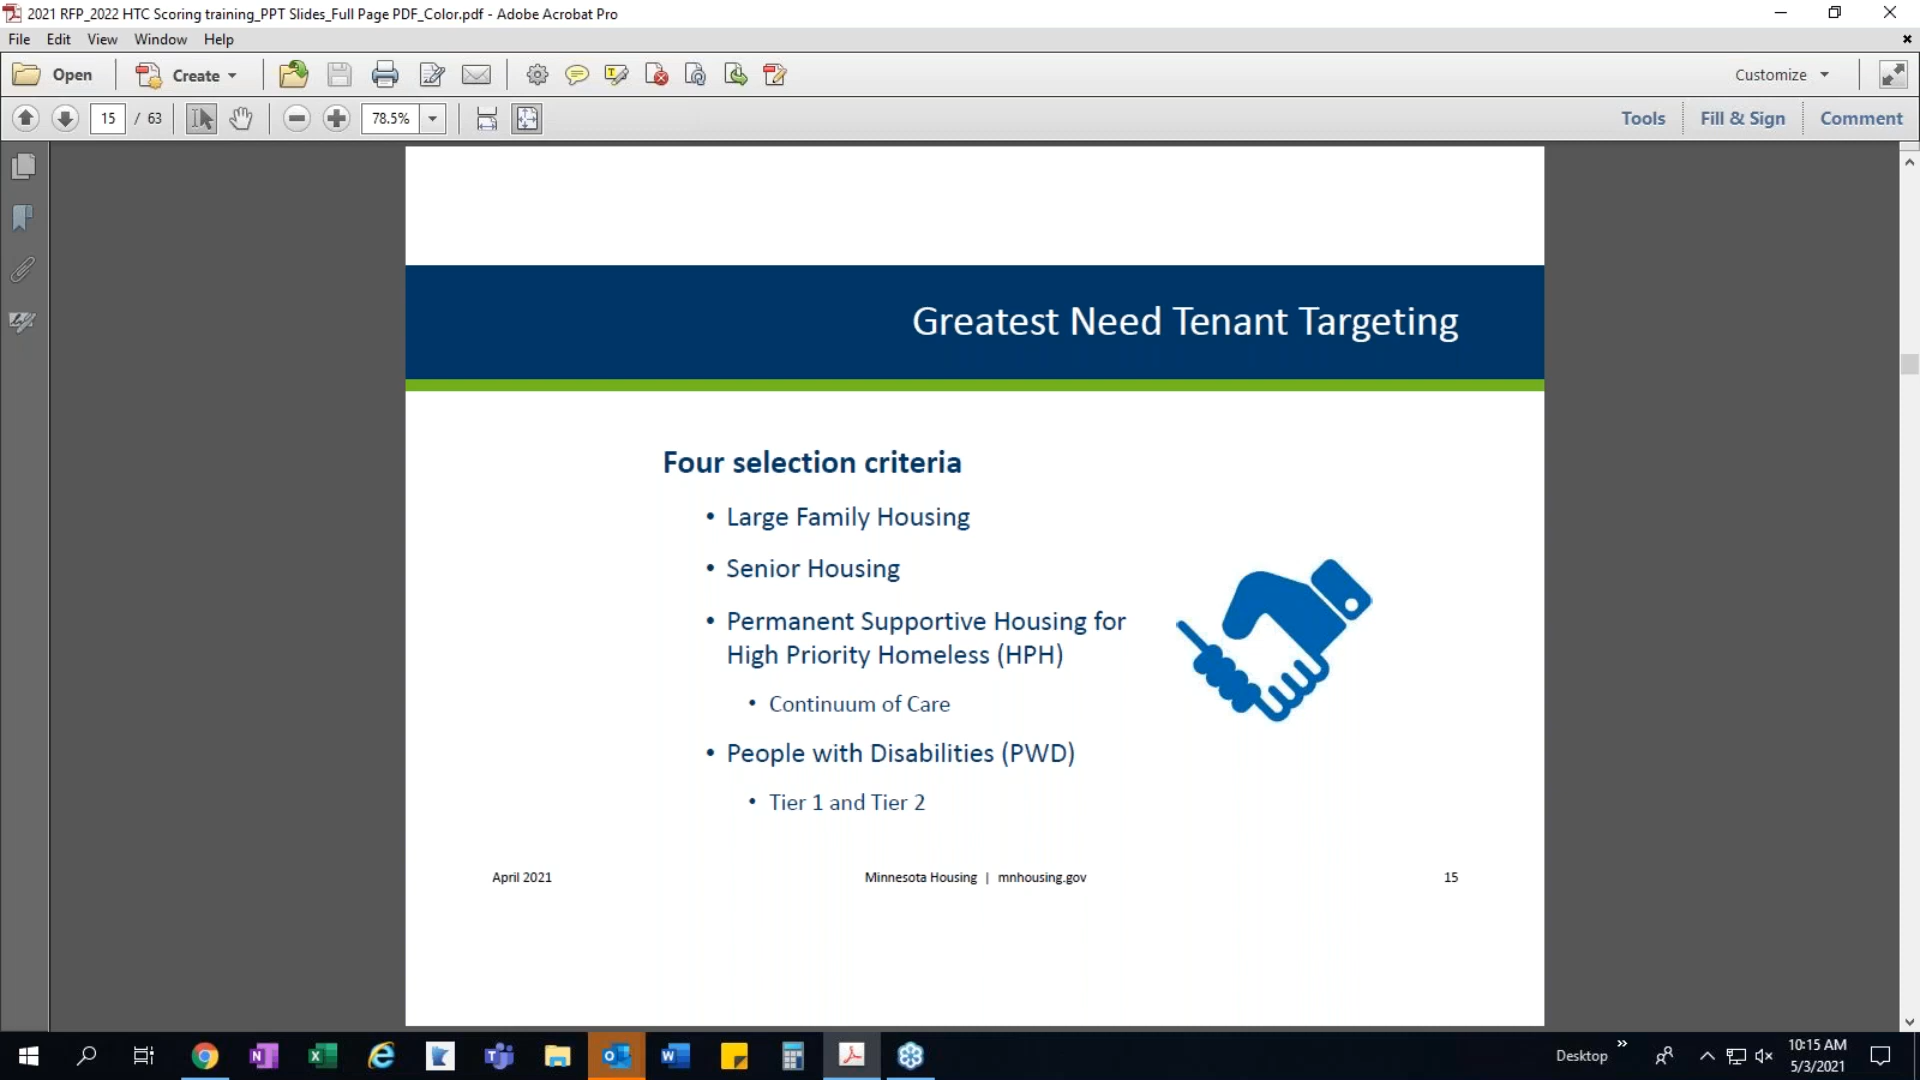 2021 RFP_2022 HTC Scoring training_PPT Slides_Full Page PDF_Color.pdf - Adobe Acrobat Pro
File Edit View Window Help
Open Create Customize
15 / 63 78.5% Tools Fill & Sign Comment
Greatest Need Tenant Targeting
Four selection criteria
• Large Family Housing
• Senior Housing
• Permanent Supportive Housing for
High Priority Homeless (HPH)
• Continuum of Care
• People with Disabilities (PWD)
• Tier 1 and Tier 2
April 2021 Minnesota Housing | mnhousing.gov 15
Desktop » 10:15 AM
5/3/2021